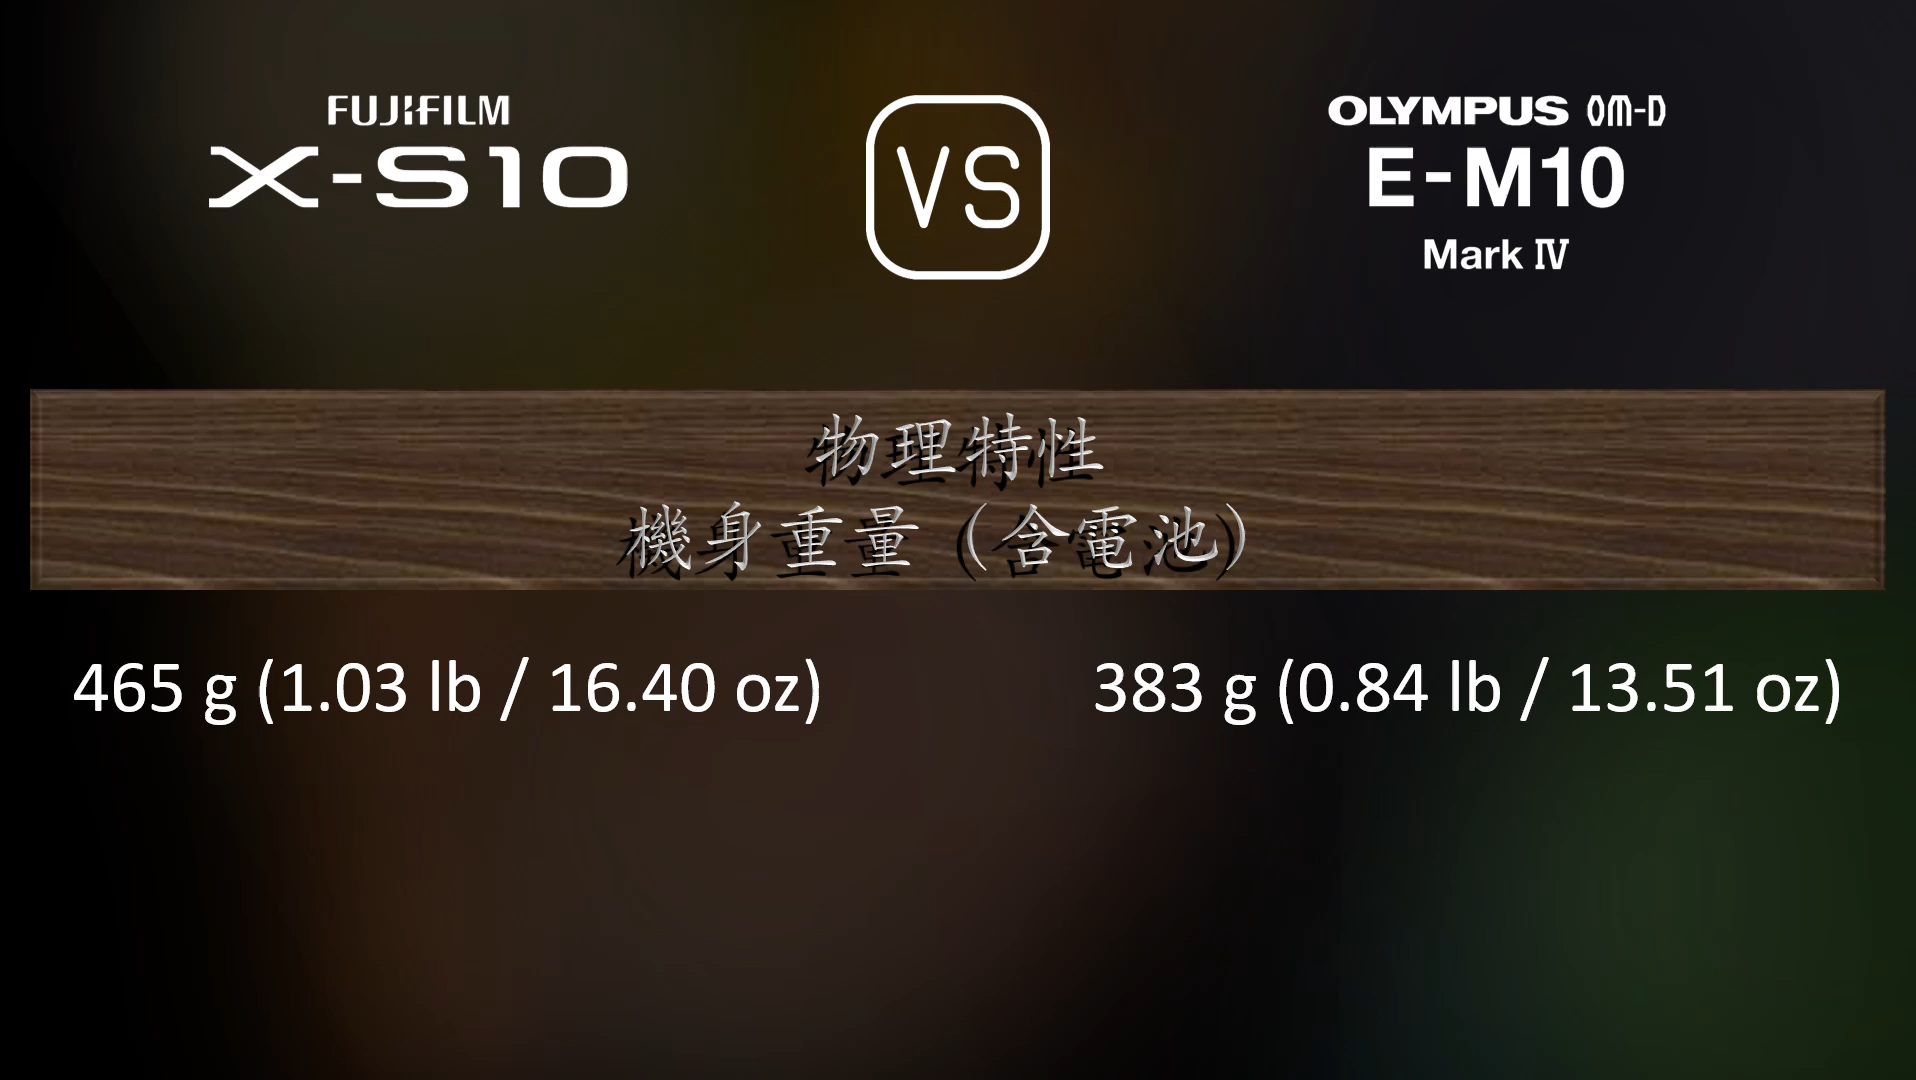 FUJIFILM
X-S10
VS
OLYMPUS OM-D
E-M10
Mark IV
物理特性
機身重量 (含電池)
465 g (1.03 lb / 16.40 oz)
383 g (0.84 lb / 13.51 oz)